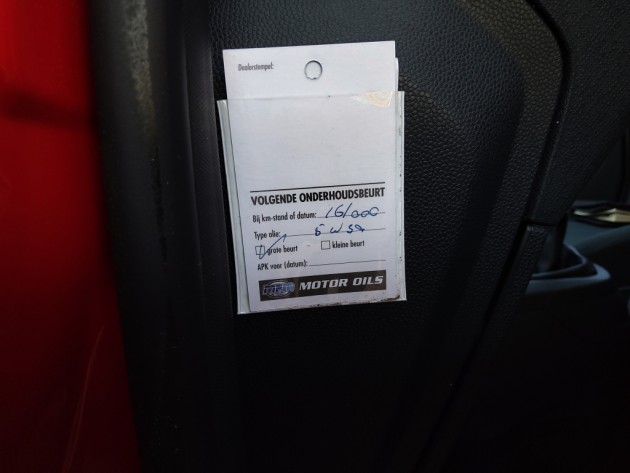 Dealerstempel:
VOLGENDE ONDERHOUDSBEURT
Bij km-stand of datum: 161000
Type olie: 5W30
grote beurt kleine beurt
APK voor (datum):
MOTOR OILS